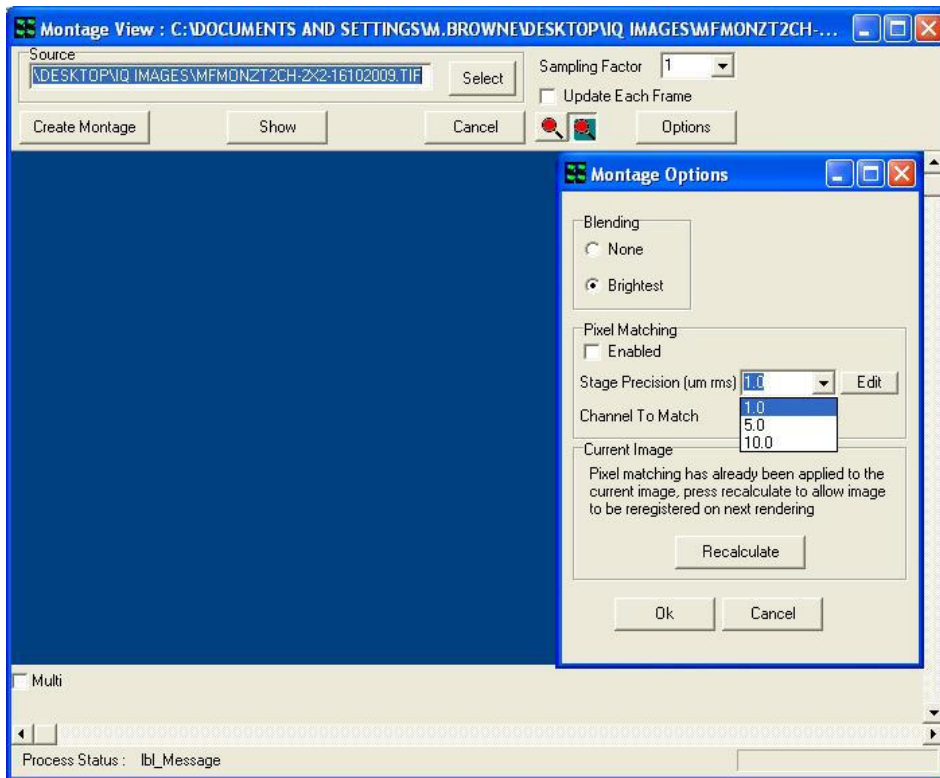 Montage View : C:\DOCUMENTS AND SETTINGS\M.BROWNE\DESKTOP\IQ IMAGES\MFMONZT2CH-...
Source
\DESKTOP\IQ IMAGES\MFMONZT2CH-2X2-16102009.TIF
Select
Sampling Factor 1
Update Each Frame
Create Montage Show Cancel Options
Montage Options
Blending
None
Brightest
Pixel Matching
Enabled
Stage Precision (um rms) 1.0 Edit
1.0
Channel To Match
5.0
10.0
Current Image
Pixel matching has already been applied to the
current image, press recalculate to allow image
to be reregistered on next rendering
Recalculate
Ok Cancel
Multi
Process Status : lbl_Message